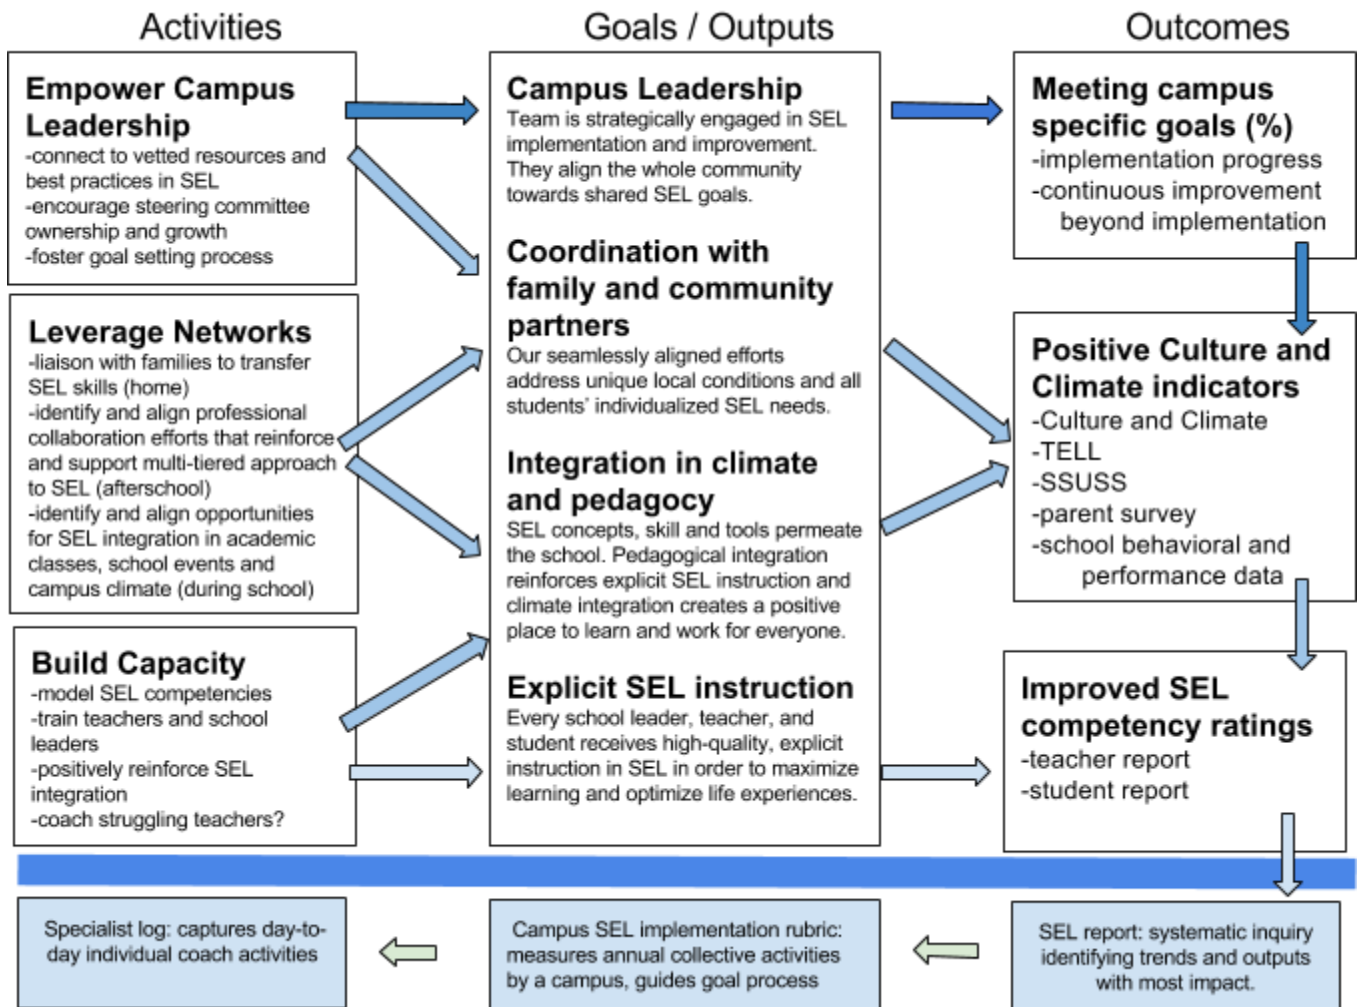 Activities
Goals / Outputs
Outcomes
Empower Campus
Leadership
-connect to vetted resources and
best practices in SEL
-encourage steering committee
ownership and growth
-foster goal setting process
Leverage Networks
-liaison with families to transfer
SEL skills (home)
-identify and align professional
collaboration efforts that reinforce
and support multi-tiered approach
to SEL (afterschool)
-identify and align opportunities
for SEL integration in academic
classes, school events and
campus climate (during school)
Build Capacity
-model SEL competencies
-train teachers and school
leaders
-positively reinforce SEL
integration
-coach struggling teachers?
Campus Leadership
Team is strategically engaged in SEL
implementation and improvement.
They align the whole community
towards shared SEL goals.
Coordination with
family and community
partners
Our seamlessly aligned efforts
address unique local conditions and all
students' individualized SEL needs.
Integration in climate
and pedagocy
SEL concepts, skill and tools permeate
the school. Pedagogical integration
reinforces explicit SEL instruction and
climate integration creates a positive
place to learn and work for everyone.
Explicit SEL instruction
Every school leader, teacher, and
student receives high-quality, explicit
instruction in SEL in order to maximize
learning and optimize life experiences.
Meeting campus
specific goals (%)
-implementation progress
-continuous improvement
beyond implementation
Positive Culture and
Climate indicators
-Culture and Climate
-TELL
-SSUSS
-parent survey
-school behavioral and
performance data
Improved SEL
competency ratings
-teacher report
-student report
Specialist log: captures day-to-
day individual coach activities
Campus SEL implementation rubric:
measures annual collective activities
by a campus, guides goal process
SEL report: systematic inquiry
identifying trends and outputs
with most impact.